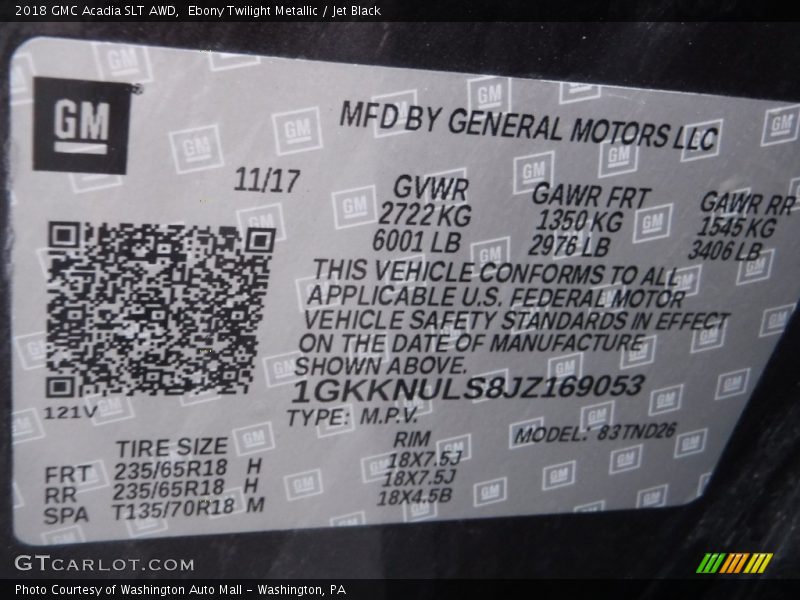 2018 GMC Acadia SLT AWD, Ebony Twilight Metallic / Jet Black
GM
MFD BY GENERAL MOTORS LLC
11/17
GVWR GAWR FRT GAWR RR
2722 KG 1350 KG 1545 KG
6001 LB 2976 LB 3406 LB
THIS VEHICLE CONFORMS TO ALL
APPLICABLE U.S. FEDERAL MOTOR
VEHICLE SAFETY STANDARDS IN EFFECT
ON THE DATE OF MANUFACTURE
SHOWN ABOVE.
1GKKNULS8JZ169053
121V
TYPE: M.P.V.
MODEL: 83TND26
TIRE SIZE RIM
FRT 235/65R18 H 18X7.5J
RR 235/65R18 H 18X7.5J
SPA T135/70R18 M 18X4.5B
GTCARLOT.COM
Photo Courtesy of Washington Auto Mall - Washington, PA